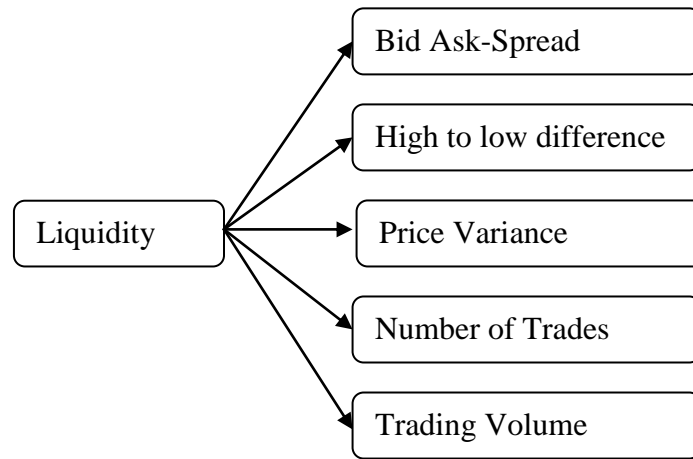 Bid Ask-Spread
High to low difference
Liquidity
Price Variance
Number of Trades
Trading Volume